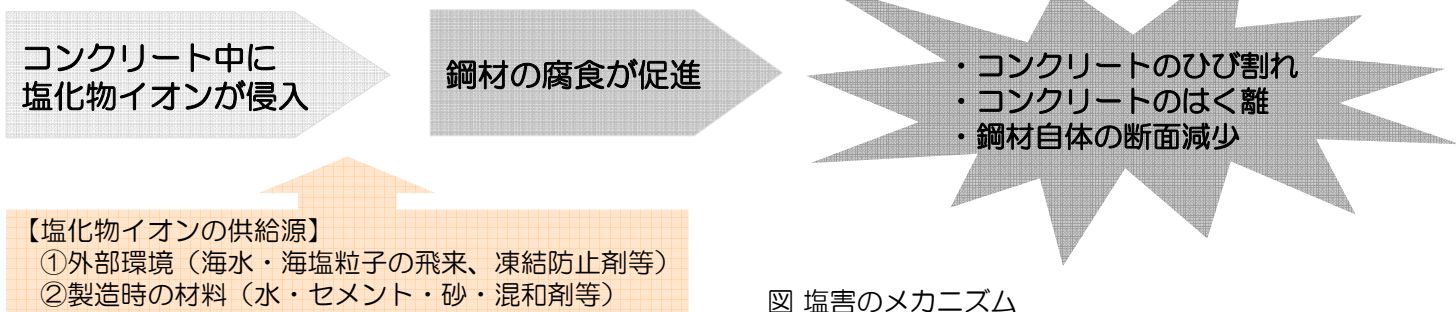 コンクリート中に
塩化物イオンが侵入
鋼材の腐食が促進
・コンクリートのひび割れ
・コンクリートのはく離
・鋼材自体の断面減少
【塩化物イオンの供給源】
①外部環境（海水・海塩粒子の飛来、凍結防止剤等）
②製造時の材料（水・セメント・砂・混和剤等）
図 塩害のメカニズム